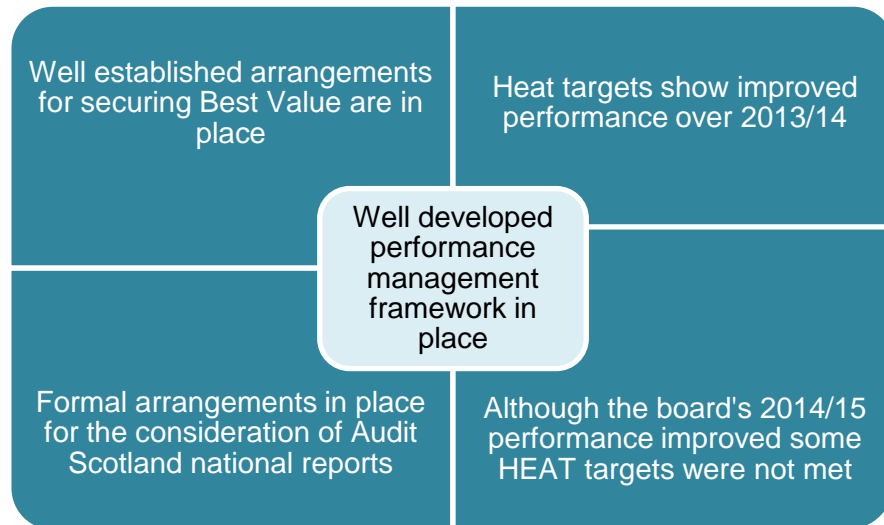 Well established arrangements
for securing Best Value are in
place
Heat targets show improved
performance over 2013/14
Well developed
performance
management
framework in
place
Formal arrangements in place
for the consideration of Audit
Scotland national reports
Although the board's 2014/15
performance improved some
HEAT targets were not met